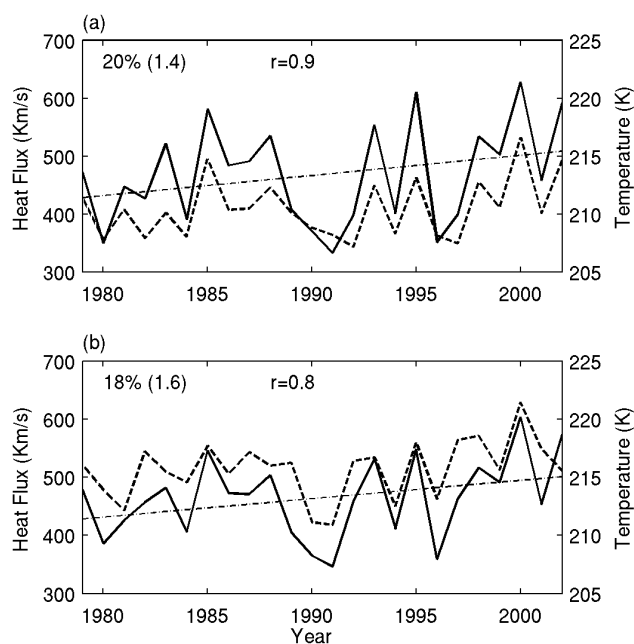 (a)
700
600
500
400
300
225
220
215
210
205
20% (1.4) r=0.9
Heat Flux (Km/s)
Temperature (K)
1980 1985 1990 1995 2000
(b)
700
600
500
400
300
225
220
215
210
205
18% (1.6) r=0.8
Heat Flux (Km/s)
Temperature (K)
1980 1985 1990 1995 2000
Year